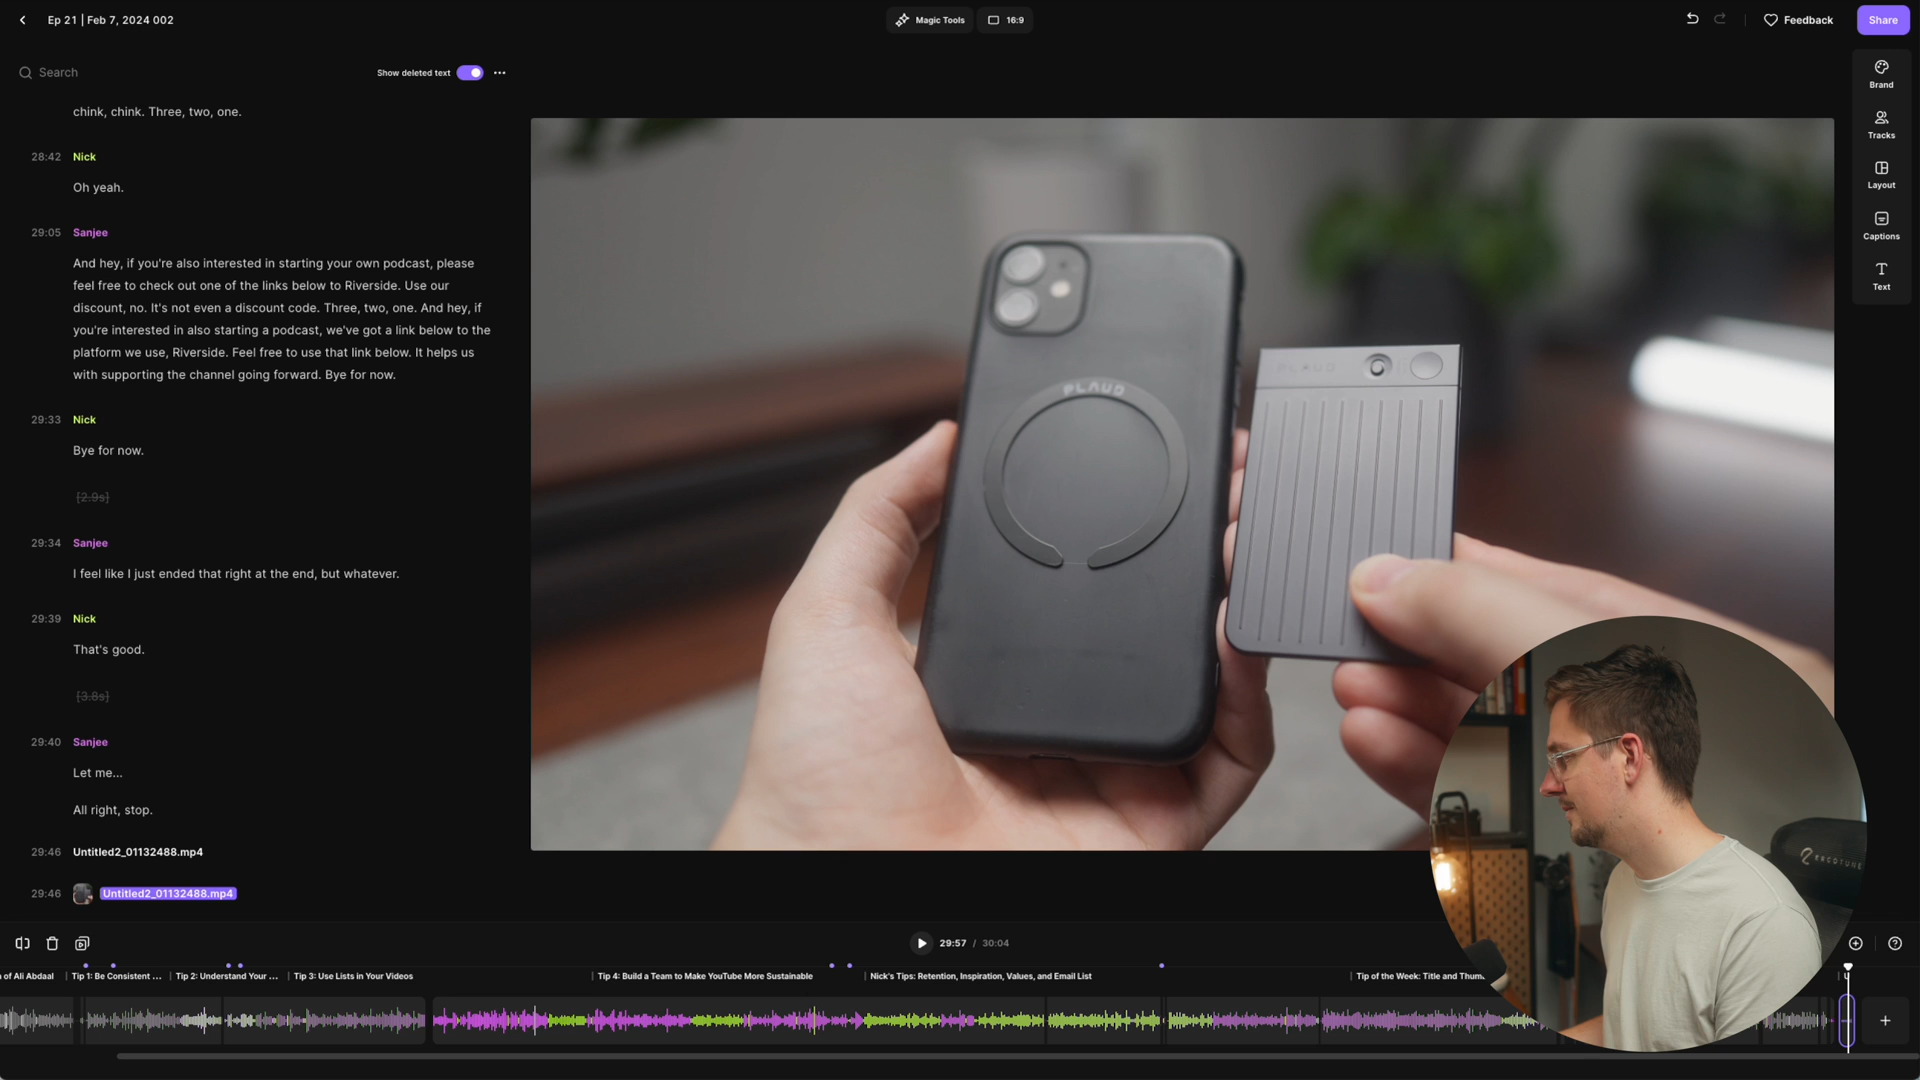 Ep 21 | Feb 7, 2024 002
Magic Tools
16:9
Feedback
Share
Search
Show deleted text
chink, chink. Three, two, one.
28:42 Nick
Oh yeah.
29:05 Sanjee
And hey, if you're also interested in starting your own podcast, please
feel free to check out one of the links below to Riverside. Use our
discount, no. It's not even a discount code. Three, two, one. And hey, if
you're interested in also starting a podcast, we've got a link below to the
platform we use, Riverside. Feel free to use that link below. It helps us
with supporting the channel going forward. Bye for now.
29:33 Nick
Bye for now.
[2.9s]
29:34 Sanjee
I feel like I just ended that right at the end, but whatever.
29:39 Nick
That's good.
[3.8s]
29:40 Sanjee
Let me...
All right, stop.
29:46 Untitled2_01132488.mp4
29:46 Untitled2_01132488.mp4
PLAUD
PLAUD
Brand
Tracks
Layout
Captions
Text
29:57 / 30:04
of Ali Abdaal
Tip 1: Be Consistent ...
Tip 2: Understand Your ...
Tip 3: Use Lists in Your Videos
Tip 4: Build a Team to Make YouTube More Sustainable
Nick's Tips: Retention, Inspiration, Values, and Email List
Tip of the Week: Title and Thum